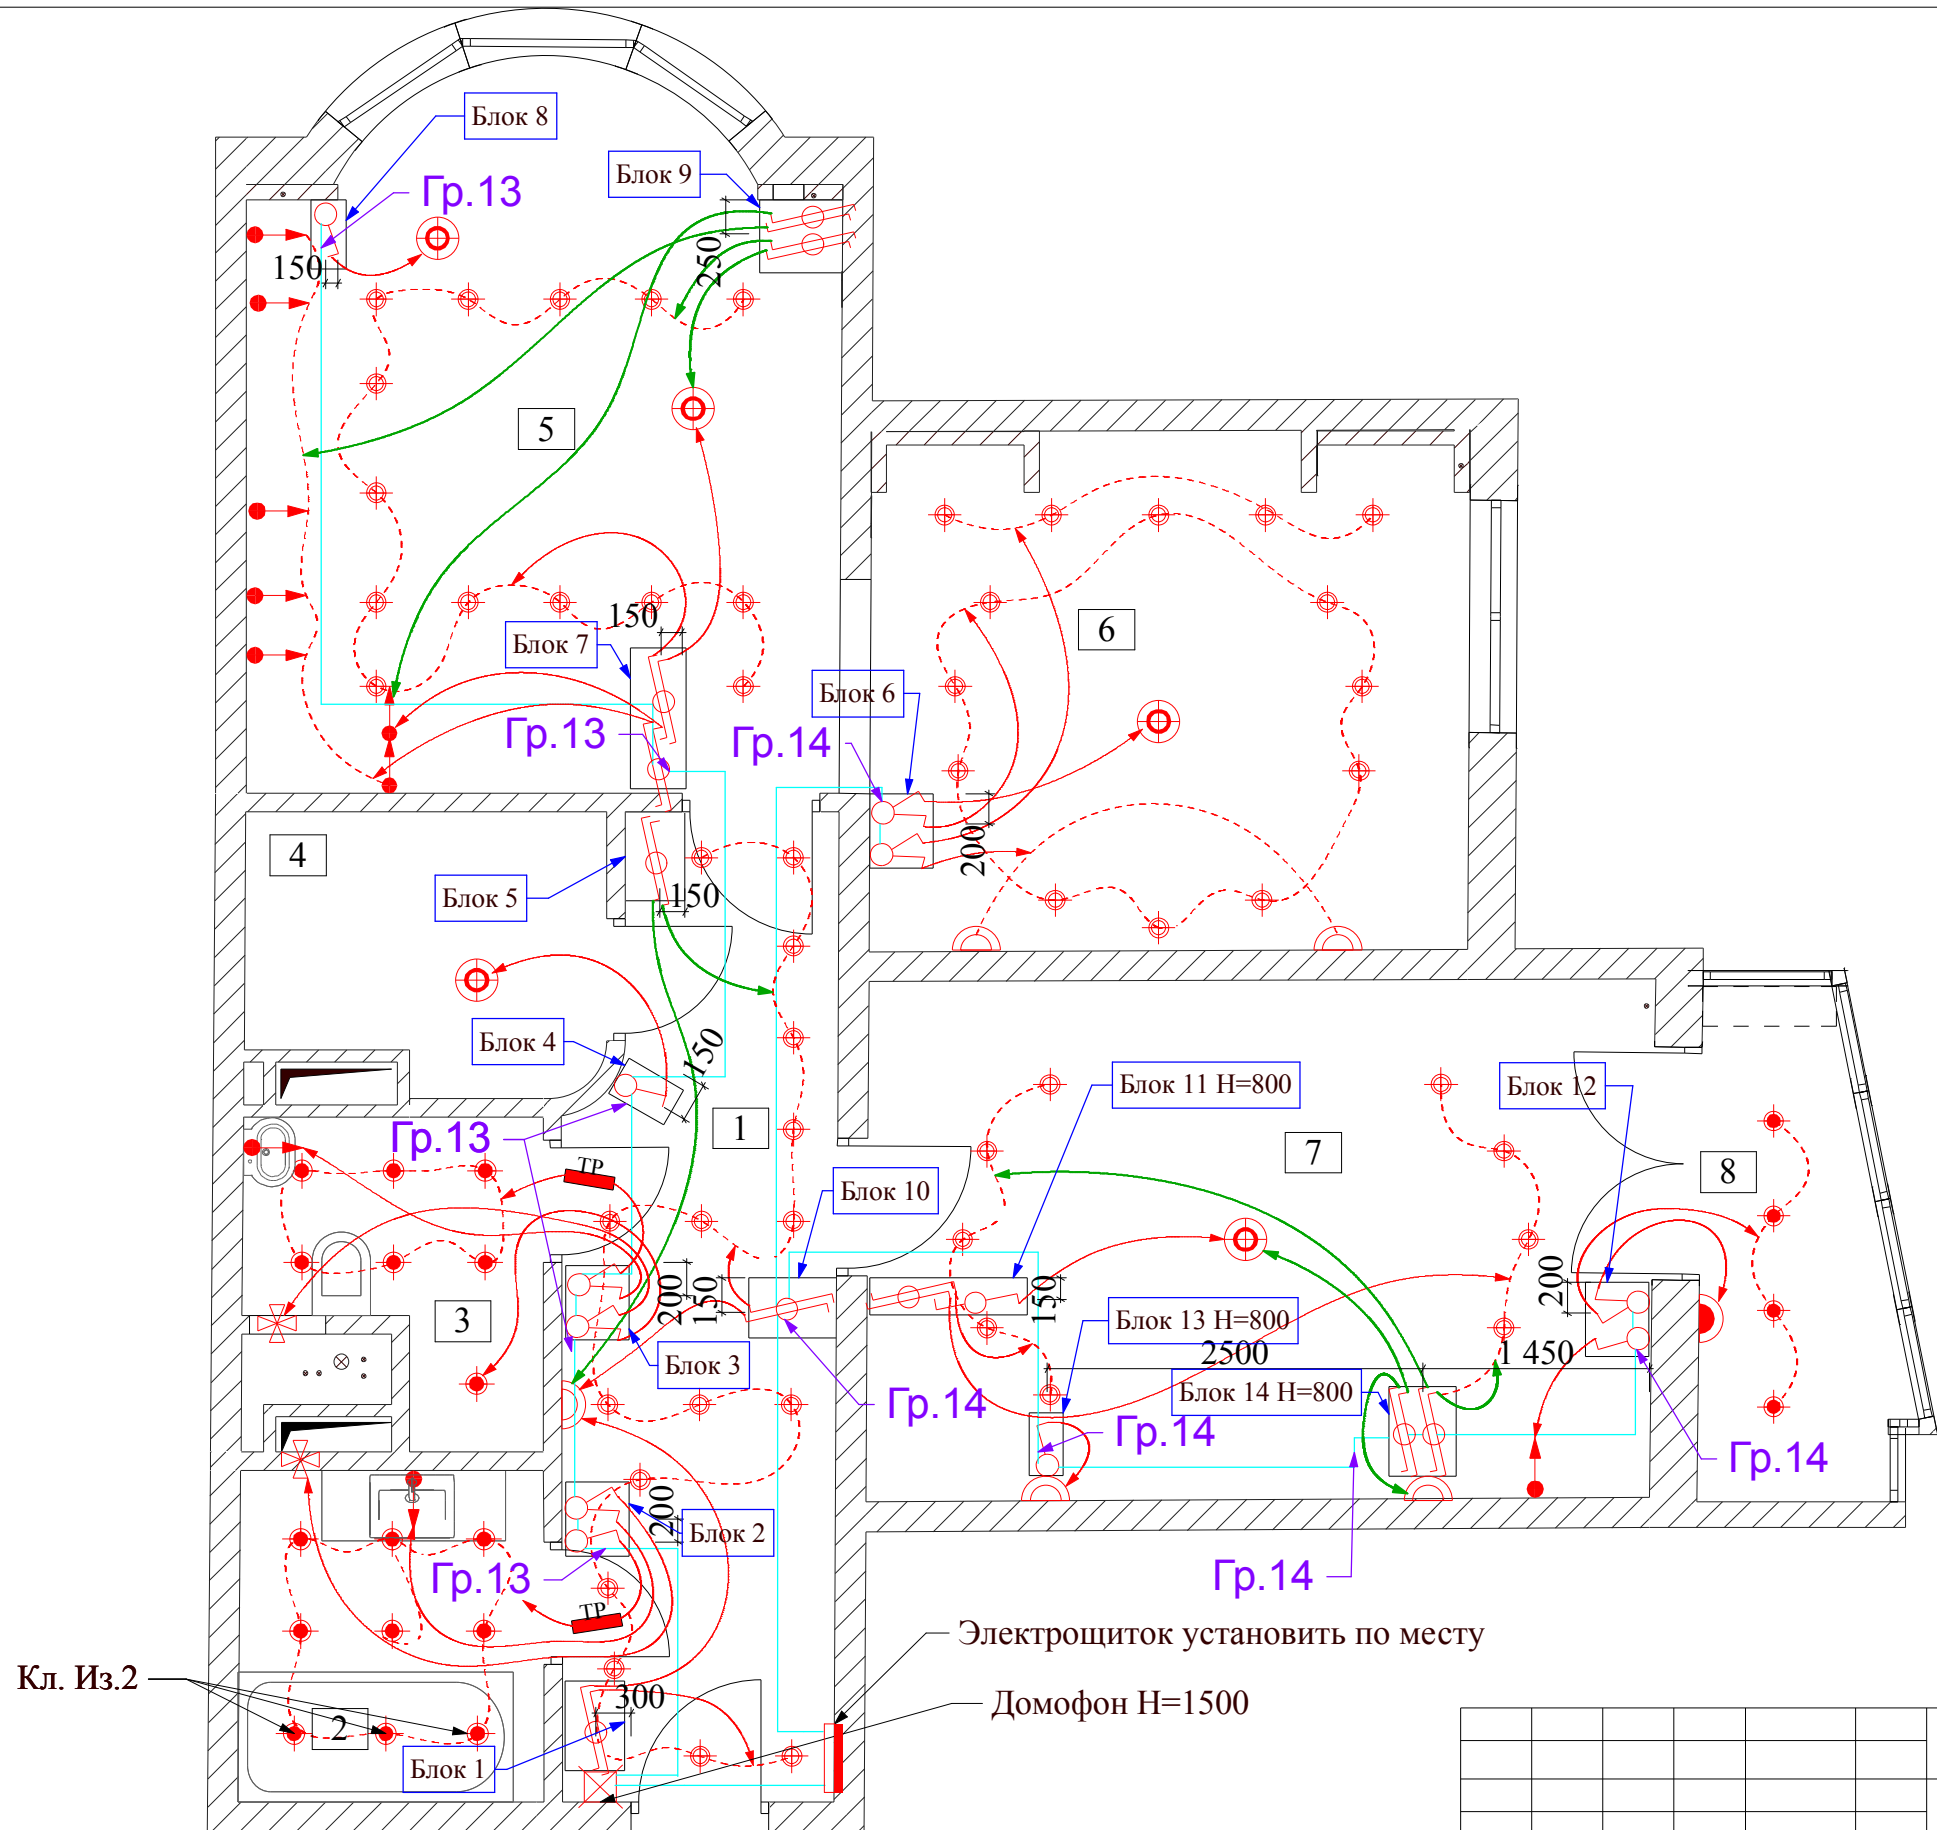 Блок 8
Блок 9
Гр.13
150
250
5
150
Блок 7
6
Блок 6
Гр.13
Гр.14
4
200
Блок 5
150
Блок 4
150
Блок 11 H=800
Блок 12
Гр.13
1
7
8
ТР
Блок 10
200
150
150
200
3
Блок 13 H=800
2500
1 450
Блок 3
Блок 14 H=800
Гр.14
Гр.14
Гр.14
200
Блок 2
Гр.13
Гр.14
ТР
Электрощиток установить по месту
Кл. Из.2
300
Домофон H=1500
2
Блок 1